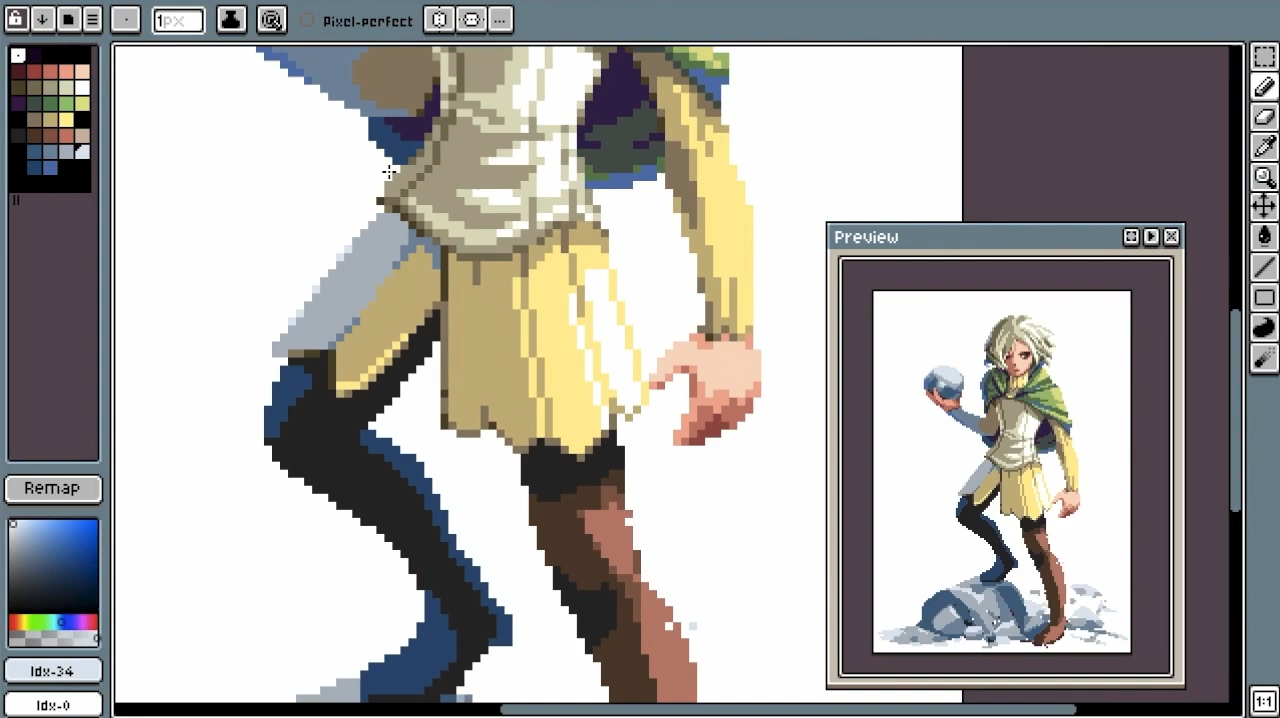 1px
Pixel-perfect
...
Preview
Remap
Idx-34
Idx-0
1:1